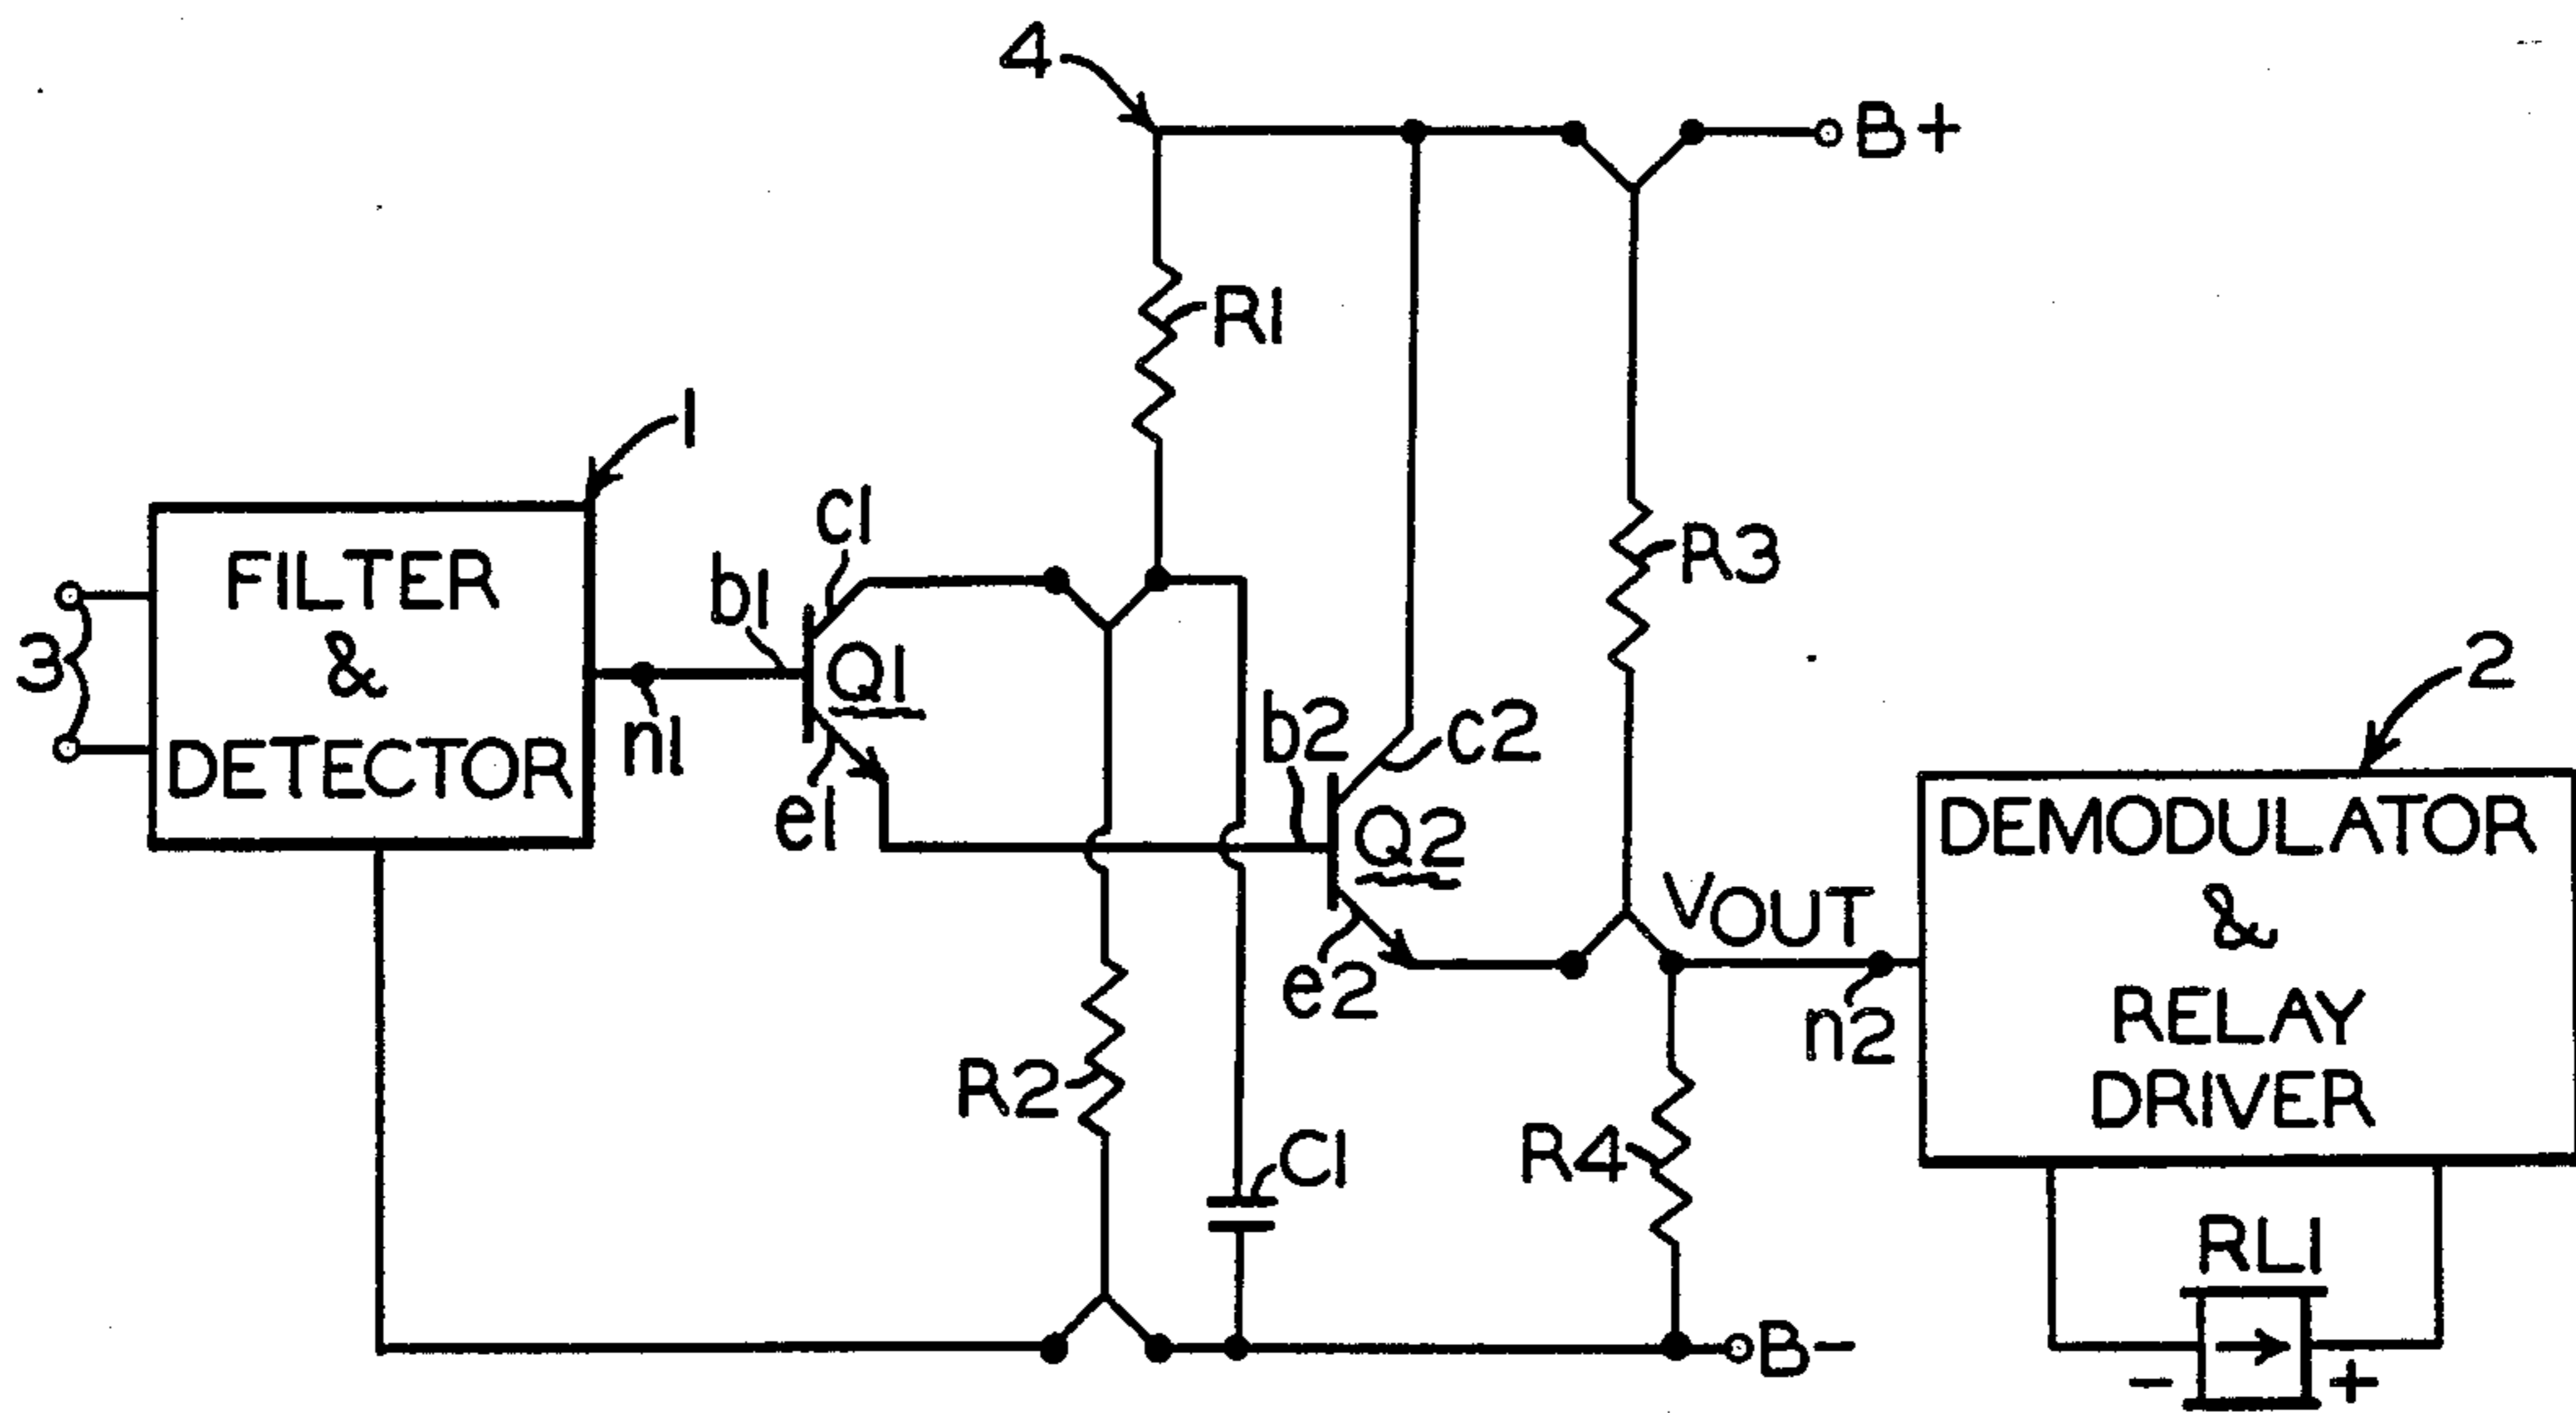 4
B+
R1
1
c1
FILTER
&
DETECTOR
b1
Q1
R3
3
n1
e1
b2
c2
2
Q2
DEMODULATOR
&
RELAY
DRIVER
VOUT
e2
n2
R2
C1
R4
RL1
B-
- +